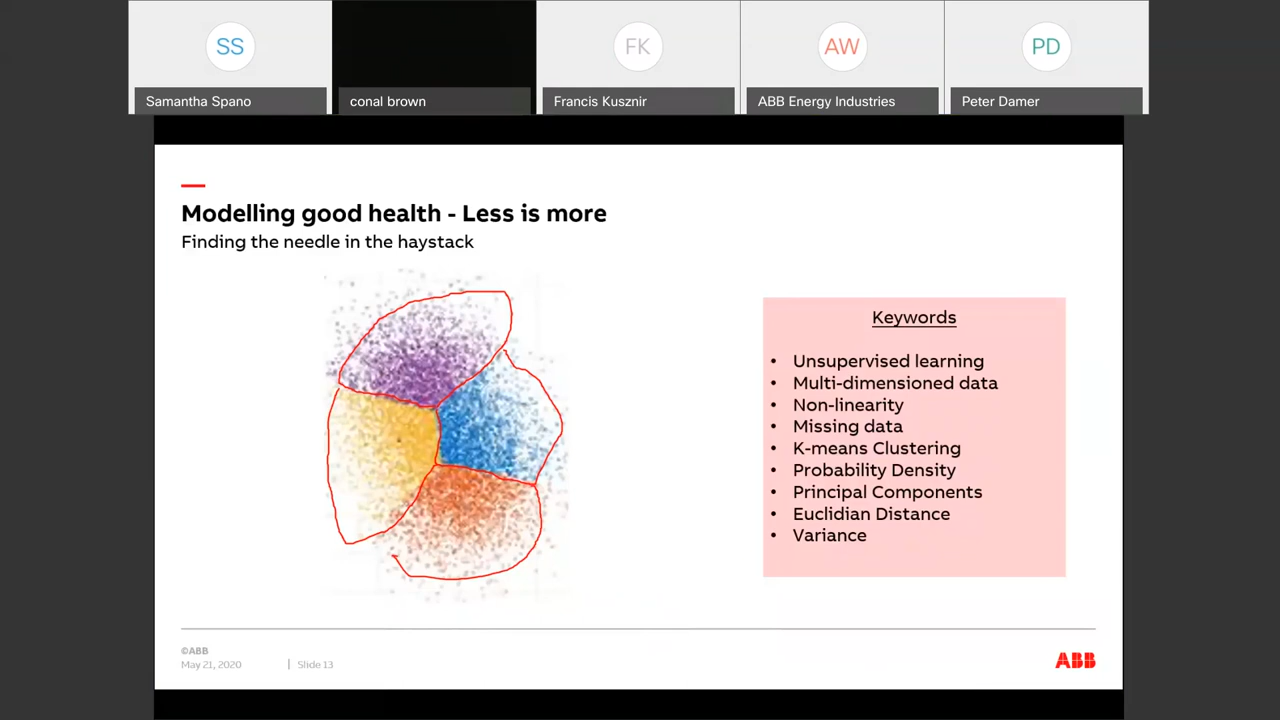 SS
FK
AW
PD
Samantha Spano
conal brown
Francis Kusznir
ABB Energy Industries
Peter Damer
Modelling good health - Less is more
Finding the needle in the haystack
Keywords
• Unsupervised learning
• Multi-dimensioned data
• Non-linearity
• Missing data
• K-means Clustering
• Probability Density
• Principal Components
• Euclidian Distance
• Variance
©ABB
May 21, 2020 | Slide 13
ABB